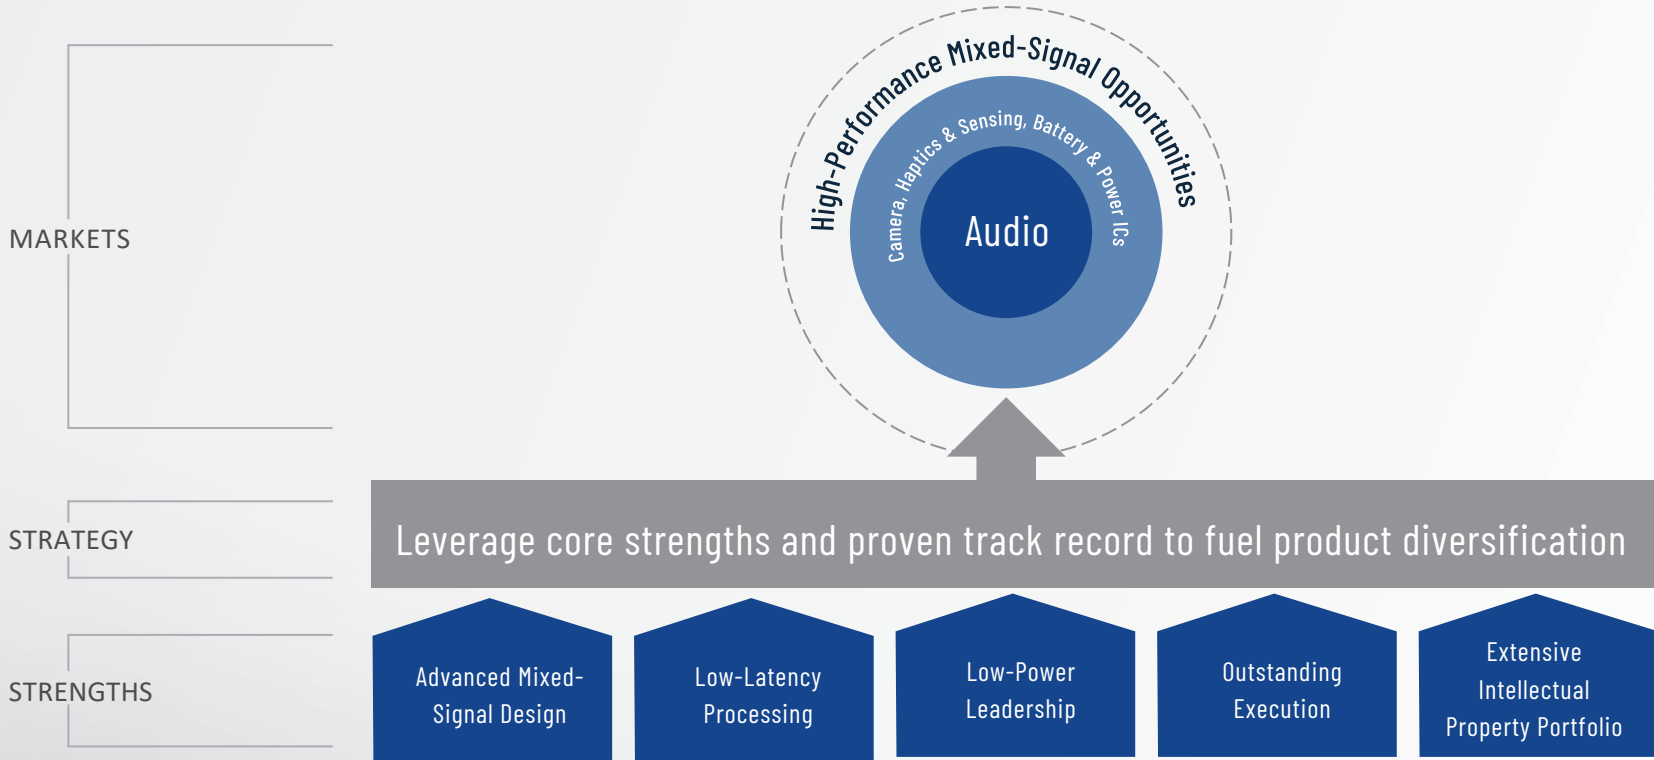 MARKETS
High-Performance Mixed-Signal Opportunities
Camera, Haptics & Sensing, Battery & Power ICs
Audio
STRATEGY
Leverage core strengths and proven track record to fuel product diversification
STRENGTHS
Advanced Mixed-
Signal Design
Low-Latency
Processing
Low-Power
Leadership
Outstanding
Execution
Extensive
Intellectual
Property Portfolio